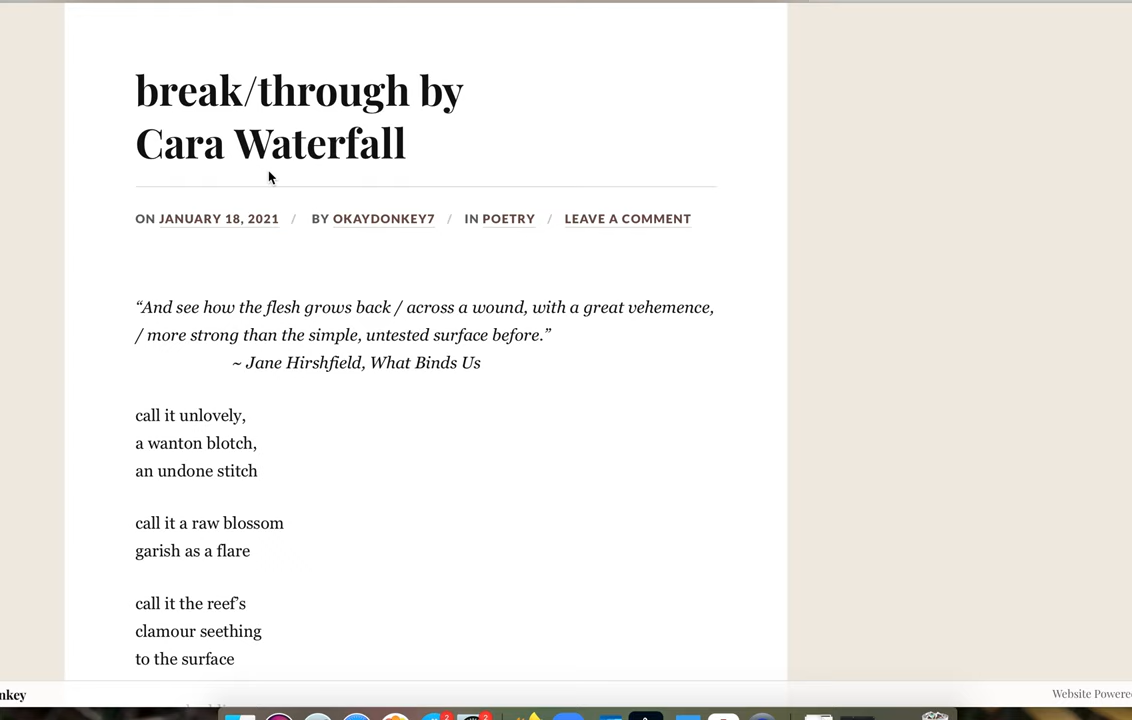 break/through by
Cara Waterfall
ON JANUARY 18, 2021 / BY OKAYDONKEY7 / IN POETRY / LEAVE A COMMENT
“And see how the flesh grows back / across a wound, with a great vehemence,
/ more strong than the simple, untested surface before.”
~ Jane Hirshfield, What Binds Us
call it unlovely,
a wanton blotch,
an undone stitch
call it a raw blossom
garish as a flare
call it the reef’s
clamour seething
to the surface
nkey
Website Powere
2
2